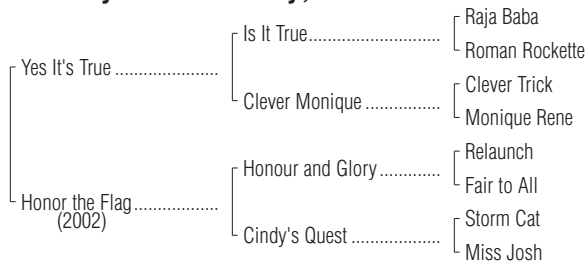 Raja Baba
Is It True
Roman Rockette
Yes It's True
Clever Trick
Clever Monique
Monique Rene
Relaunch
Honour and Glory
Fair to All
Honor the Flag
(2002)
Storm Cat
Cindy's Quest
Miss Josh